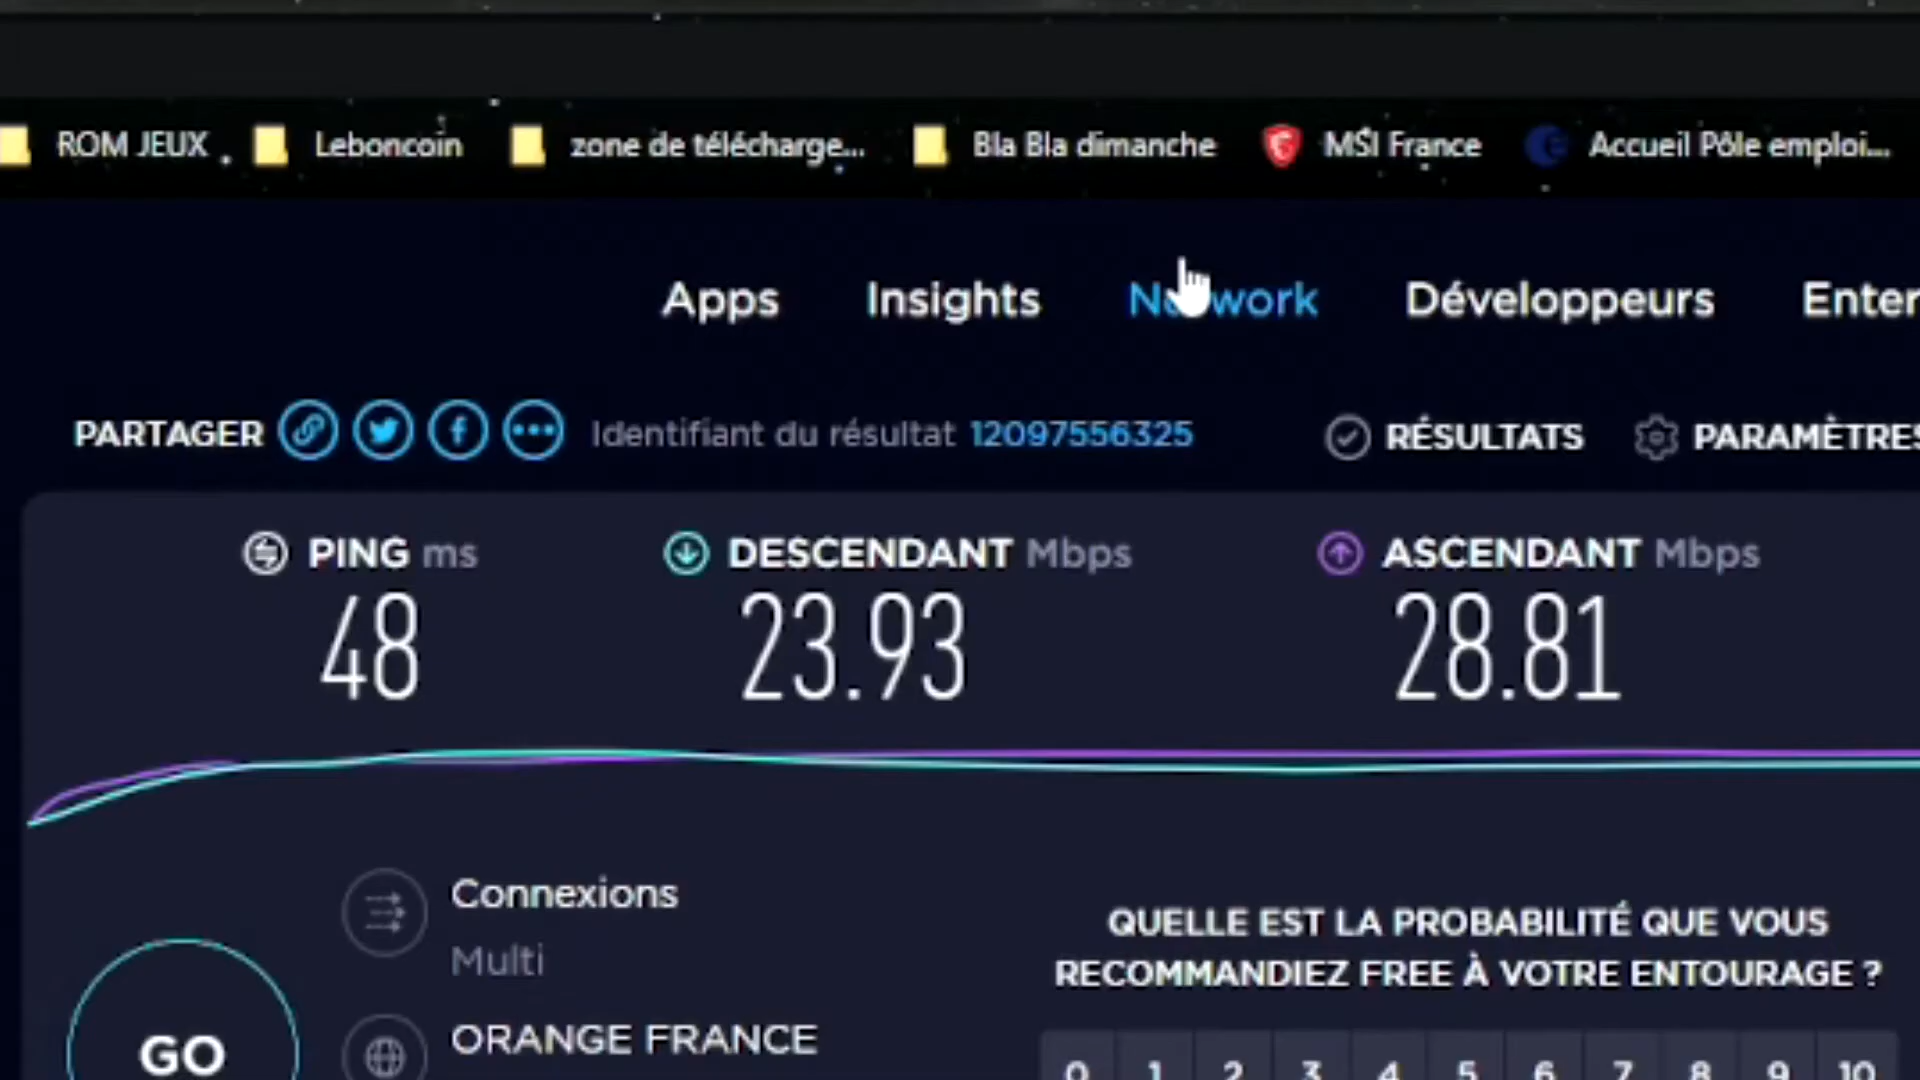 ROM JEUX Leboncoin zone de télécharge... Bla Bla dimanche MSI France Accueil Pôle emploi...
Apps Insights Network Développeurs Enter
PARTAGER Identifiant du résultat 12097556325 RÉSULTATS PARAMÈTRES
PING ms DESCENDANT Mbps ASCENDANT Mbps
48 23.93 28.81
Connexions
Multi
QUELLE EST LA PROBABILITÉ QUE VOUS
RECOMMANDIEZ FREE À VOTRE ENTOURAGE ?
GO
ORANGE FRANCE
0 1 2 3 4 5 6 7 8 9 10